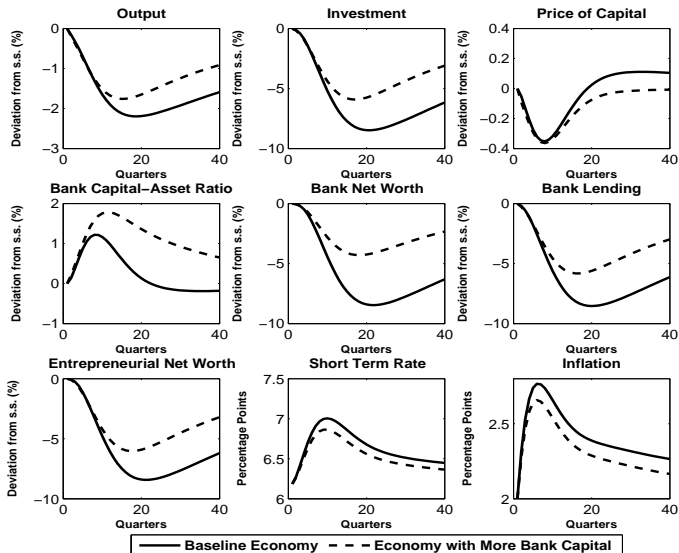 Output
Deviation from s.s. (%)
0
−1
−2
−3
0 20 40
Quarters
Investment
Deviation from s.s. (%)
0
−5
−10
0 20 40
Quarters
Price of Capital
Deviation from s.s. (%)
0.4
0.2
0
−0.2
−0.4
0 20 40
Quarters
Bank Capital−Asset Ratio
Deviation from s.s. (%)
2
1
0
−1
0 20 40
Quarters
Bank Net Worth
Deviation from s.s. (%)
0
−5
−10
0 20 40
Quarters
Bank Lending
Deviation from s.s. (%)
0
−5
−10
0 20 40
Quarters
Entrepreneurial Net Worth
Deviation from s.s. (%)
0
−5
−10
0 20 40
Quarters
Short Term Rate
Percentage Points
7.5
7
6.5
6
0 20 40
Quarters
Inflation
Percentage Points
2.5
2
0 20 40
Quarters
Baseline Economy
Economy with More Bank Capital